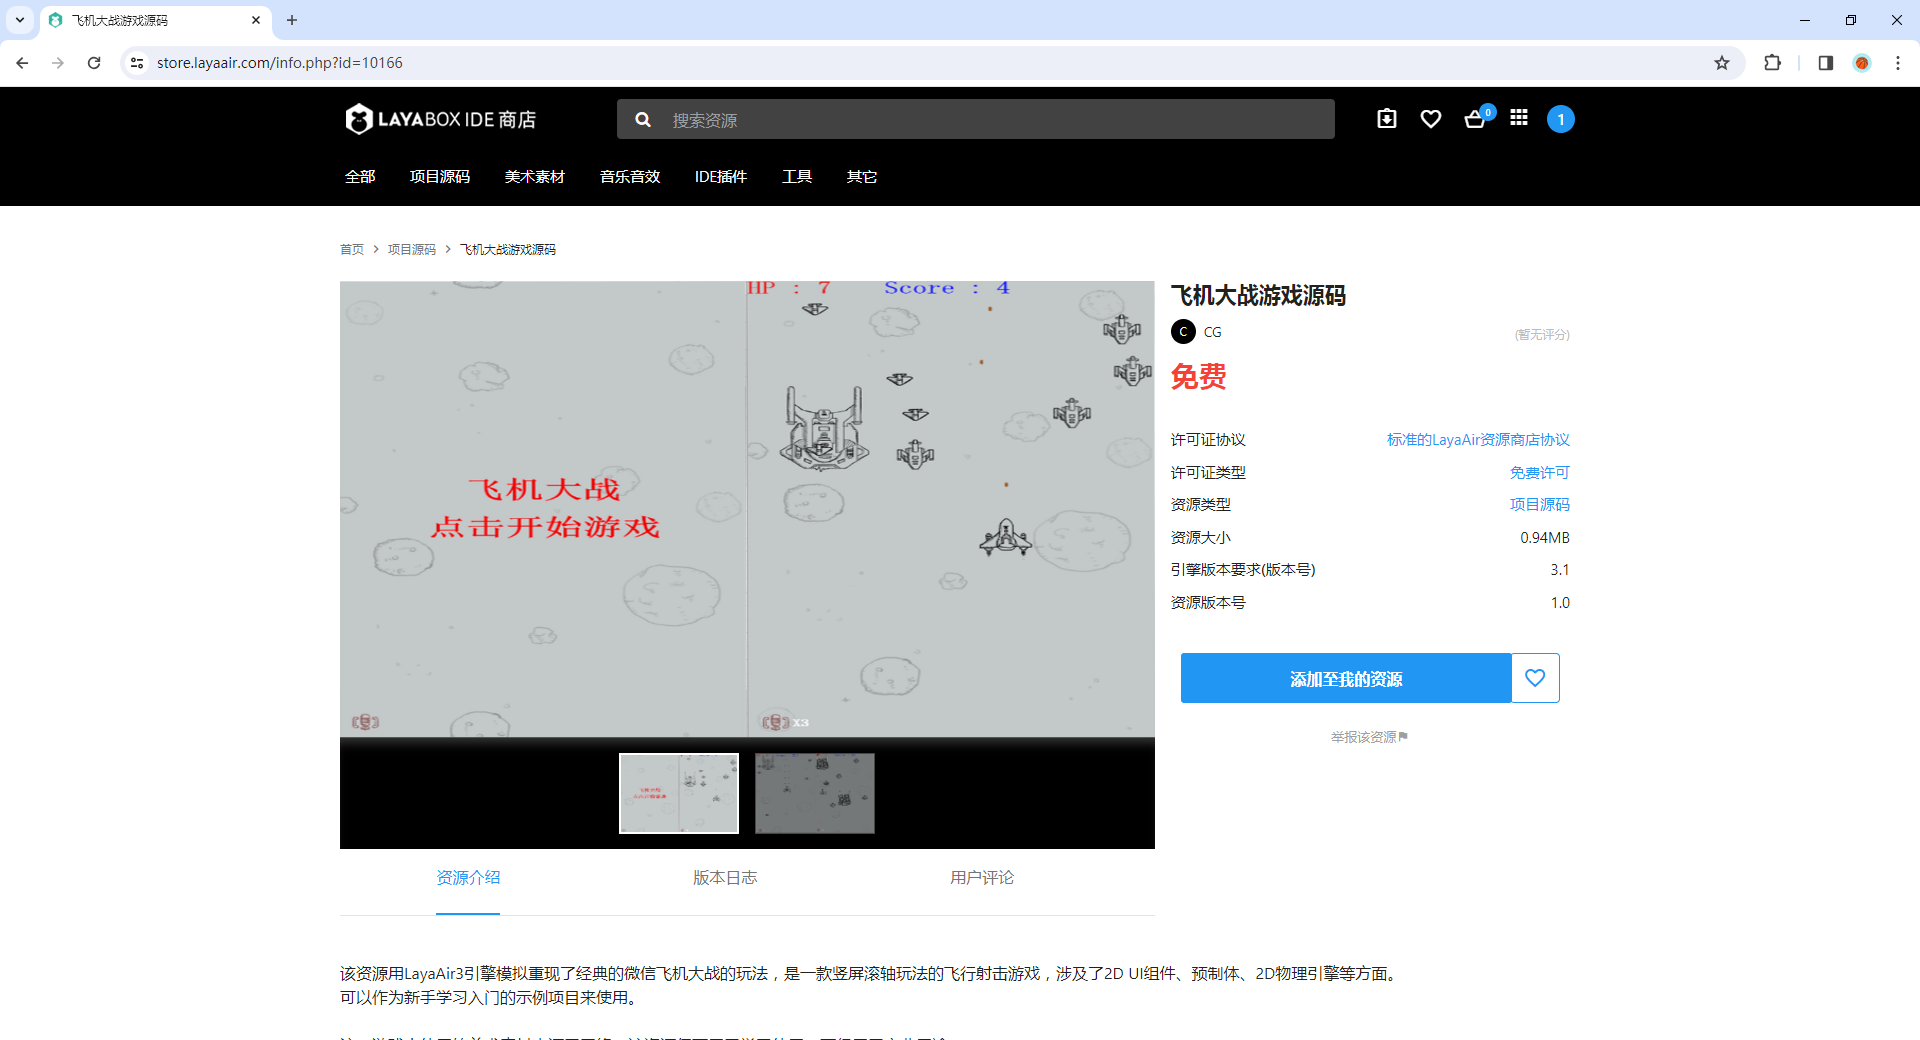 飞机大战游戏源码
store.layaair.com/info.php?id=10166
LAYABOX IDE 商店
搜索资源
0
1
全部 项目源码 美术素材 音乐音效 IDE插件 工具 其它
首页 > 项目源码 > 飞机大战游戏源码
HP : 7 Score : 4
飞机大战
点击开始游戏
x3
飞机大战游戏源码
C CG
(暂无评分)
免费
许可证协议 标准的LayaAir资源商店协议
许可证类型 免费许可
资源类型 项目源码
资源大小 0.94MB
引擎版本要求(版本号) 3.1
资源版本号 1.0
添加至我的资源
举报该资源
资源介绍 版本日志 用户评论
该资源用LayaAir3引擎模拟重现了经典的微信飞机大战的玩法，是一款竖屏滚轴玩法的飞行射击游戏，涉及了2D UI组件、预制体、2D物理引擎等方面。
可以作为新手学习入门的示例项目来使用。